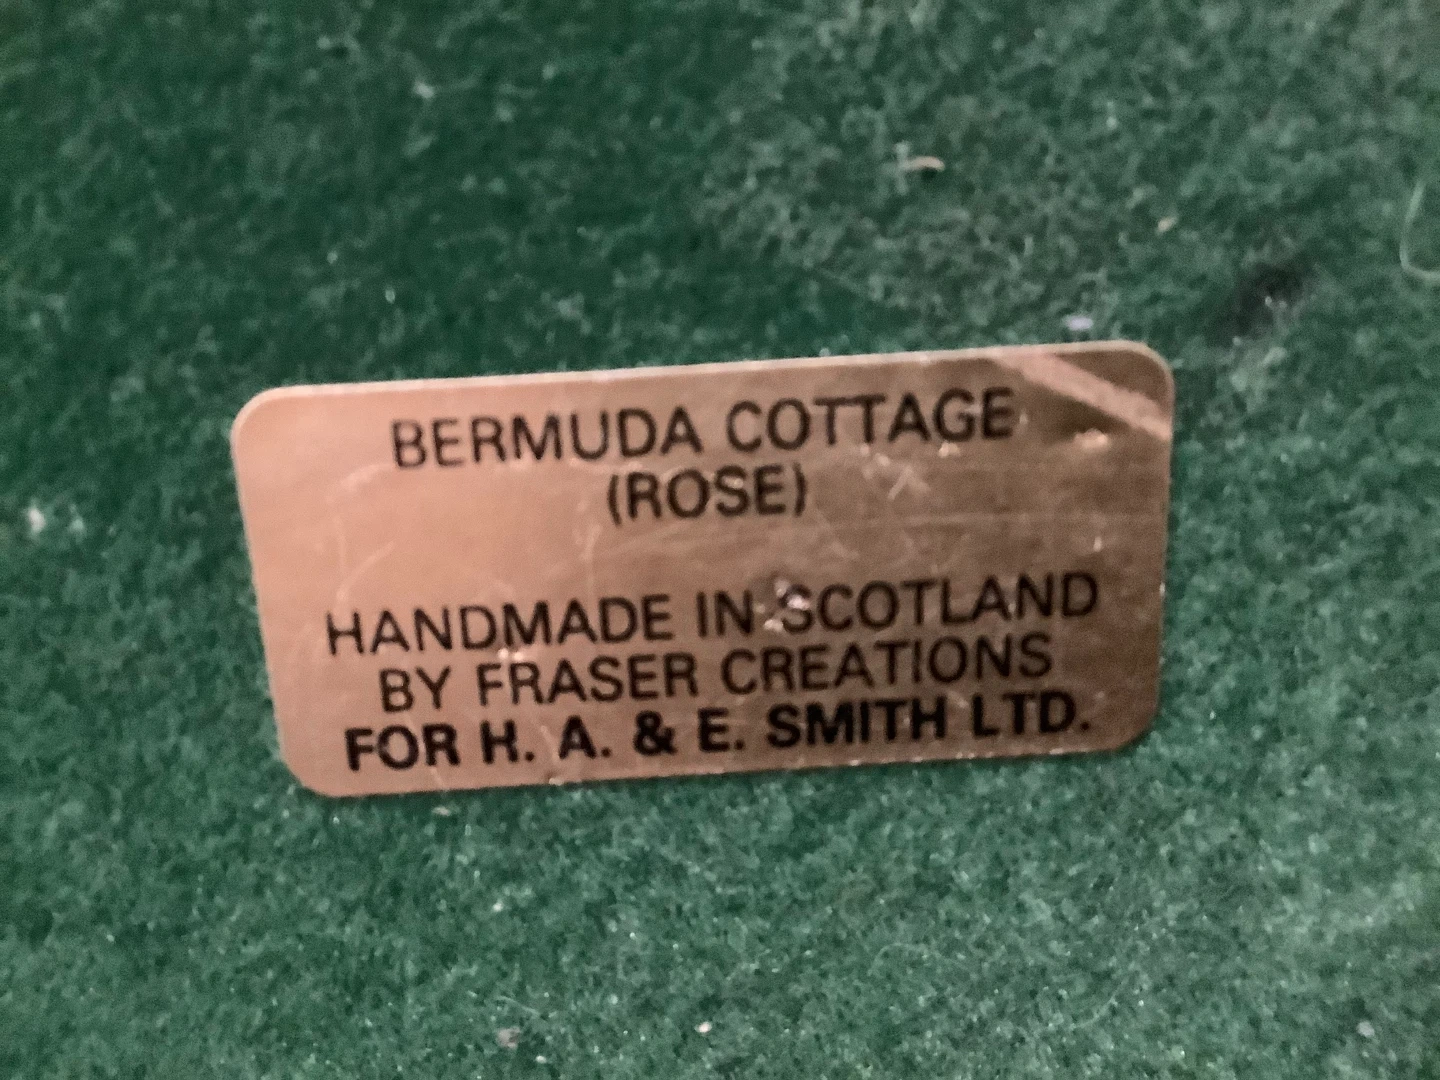 BERMUDA COTTAGE
(ROSE)
HANDMADE IN SCOTLAND
BY FRASER CREATIONS
FOR H. A. & E. SMITH LTD.